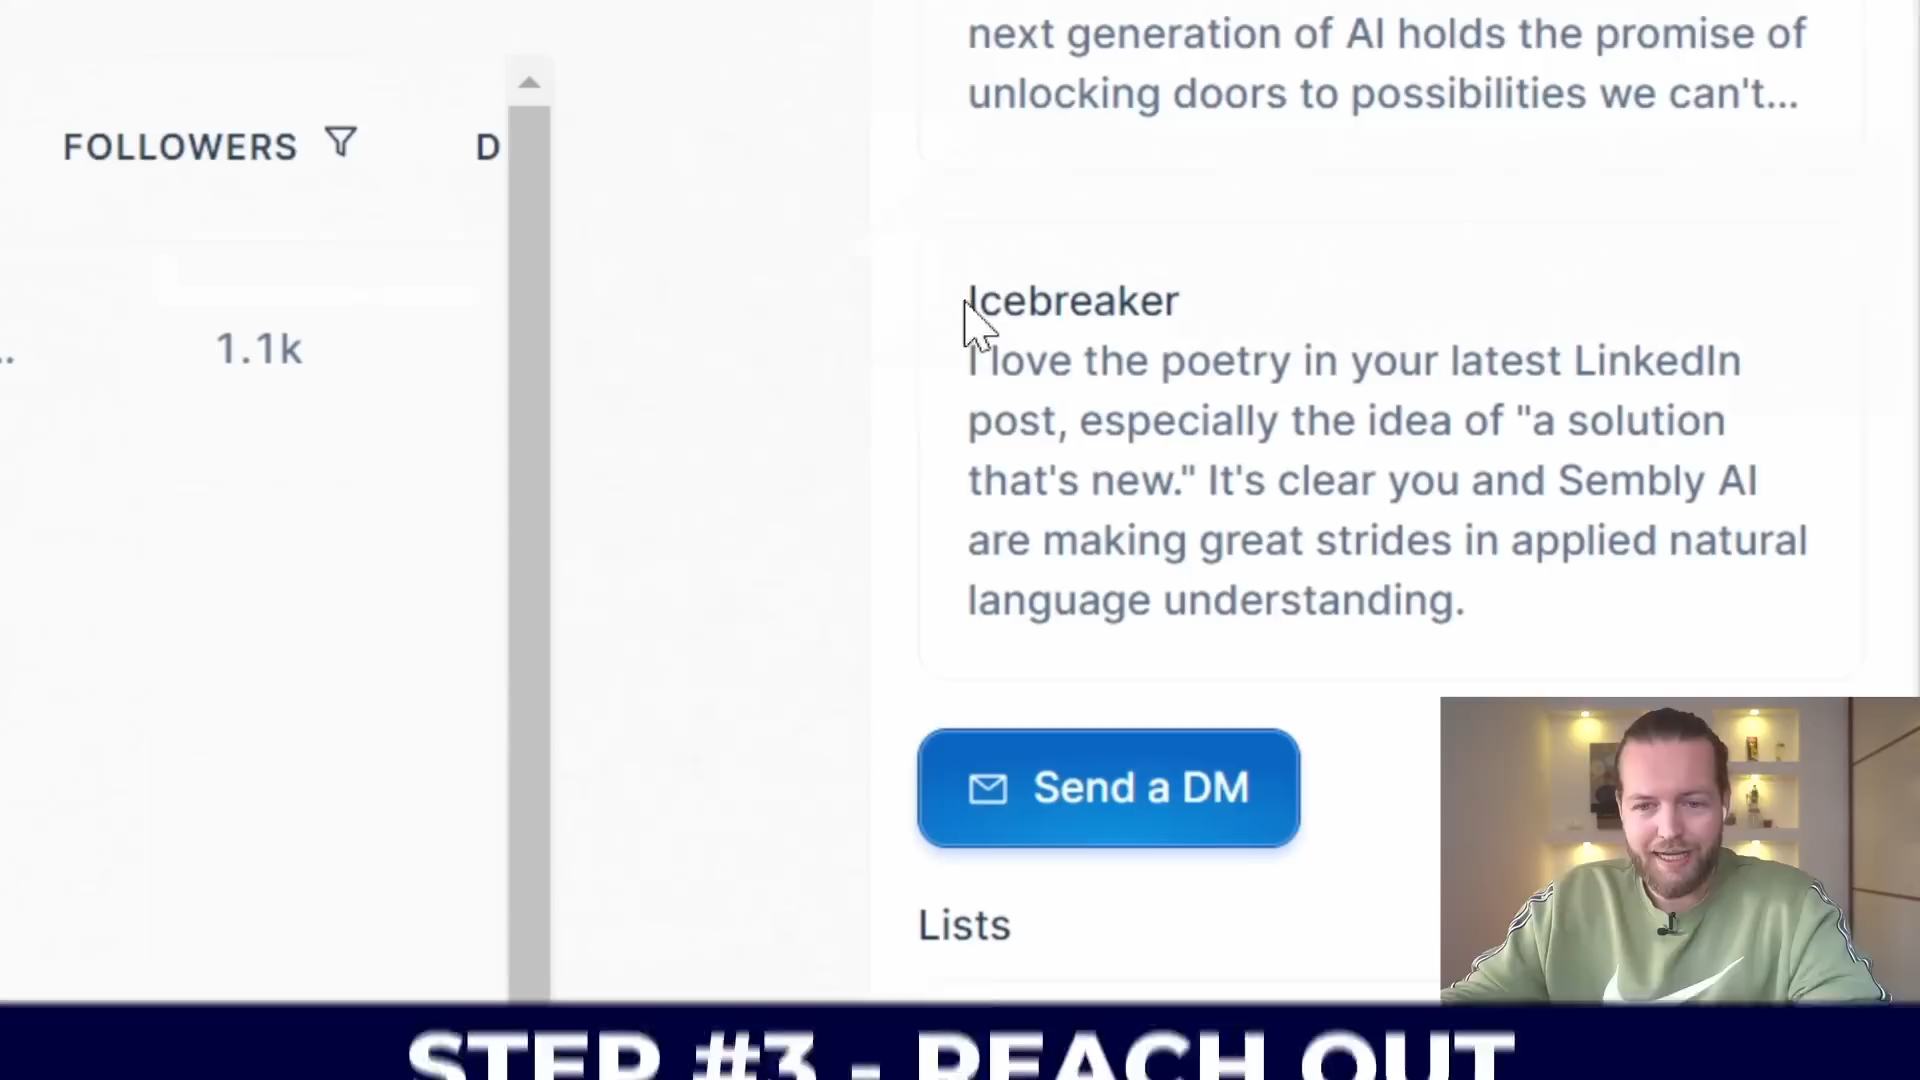 next generation of AI holds the promise of
unlocking doors to possibilities we can't...
FOLLOWERS D
.. 1.1k
Icebreaker
I love the poetry in your latest LinkedIn
post, especially the idea of "a solution
that's new." It's clear you and Sembly AI
are making great strides in applied natural
language understanding.
Send a DM
Lists
STEP #3 - REACH OUT